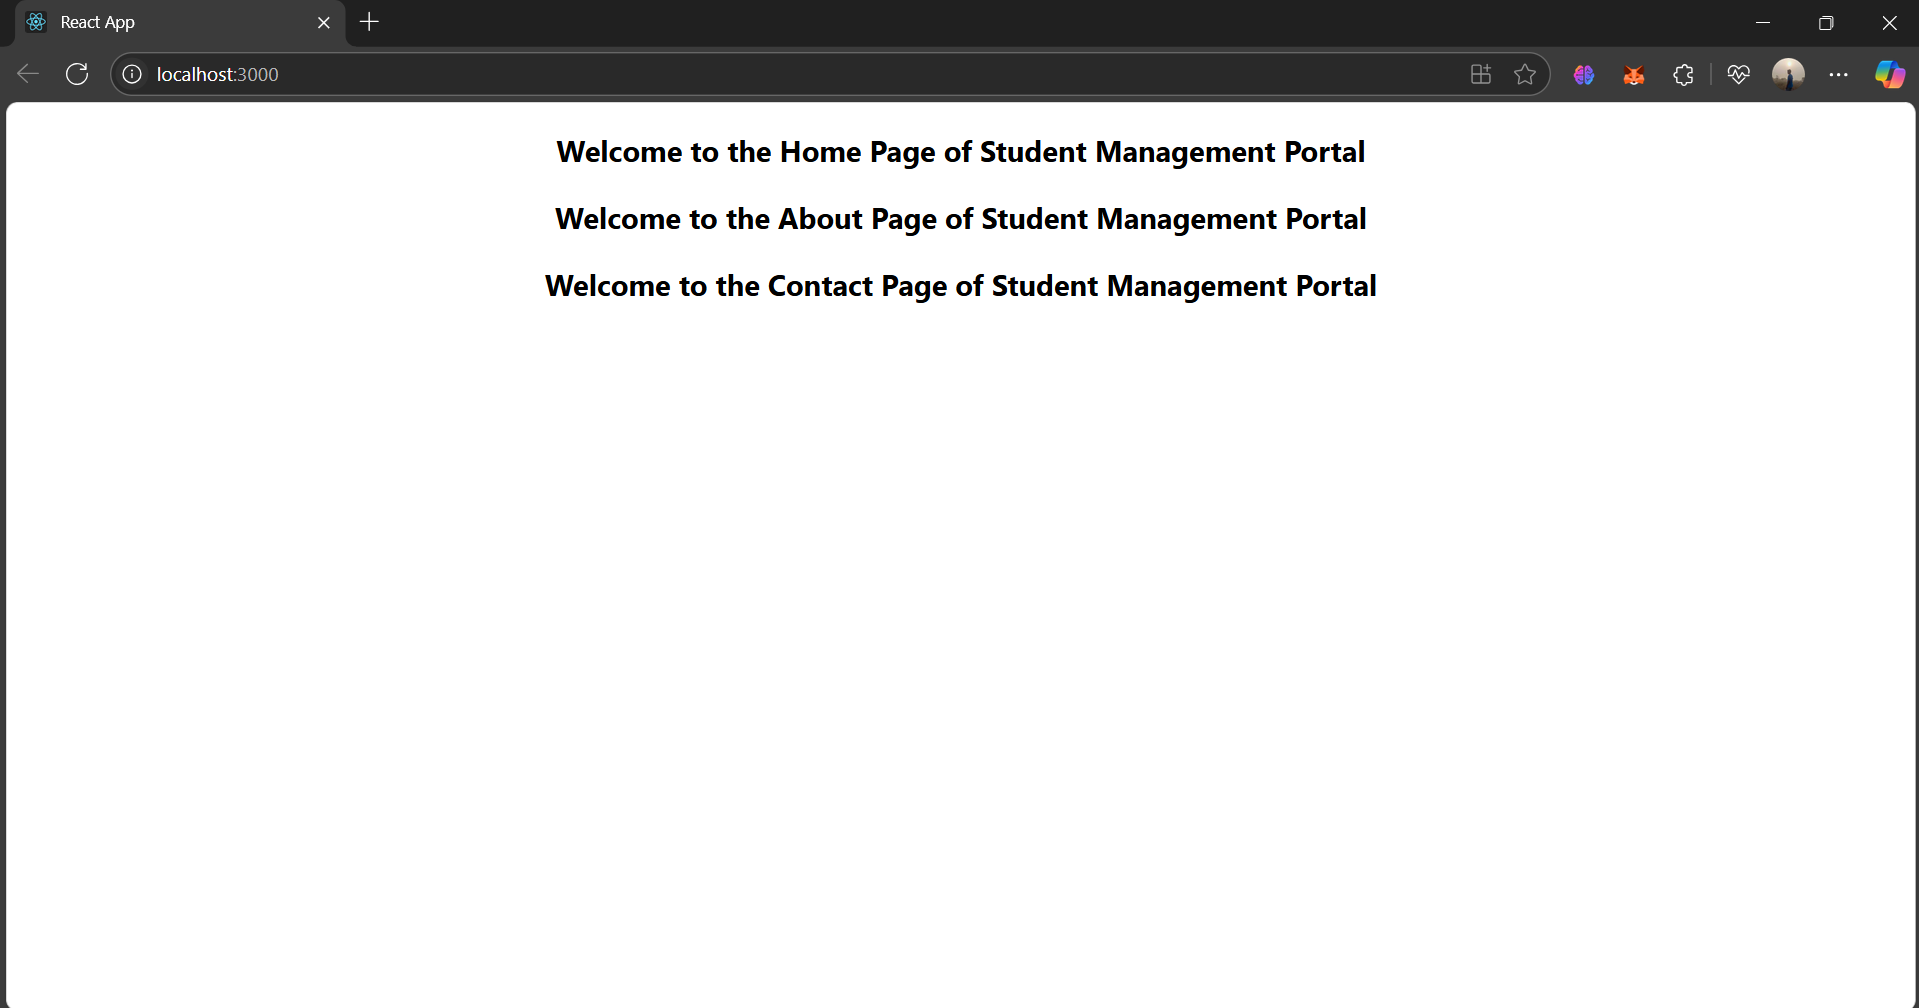 React App
localhost:3000
Welcome to the Home Page of Student Management Portal
Welcome to the About Page of Student Management Portal
Welcome to the Contact Page of Student Management Portal